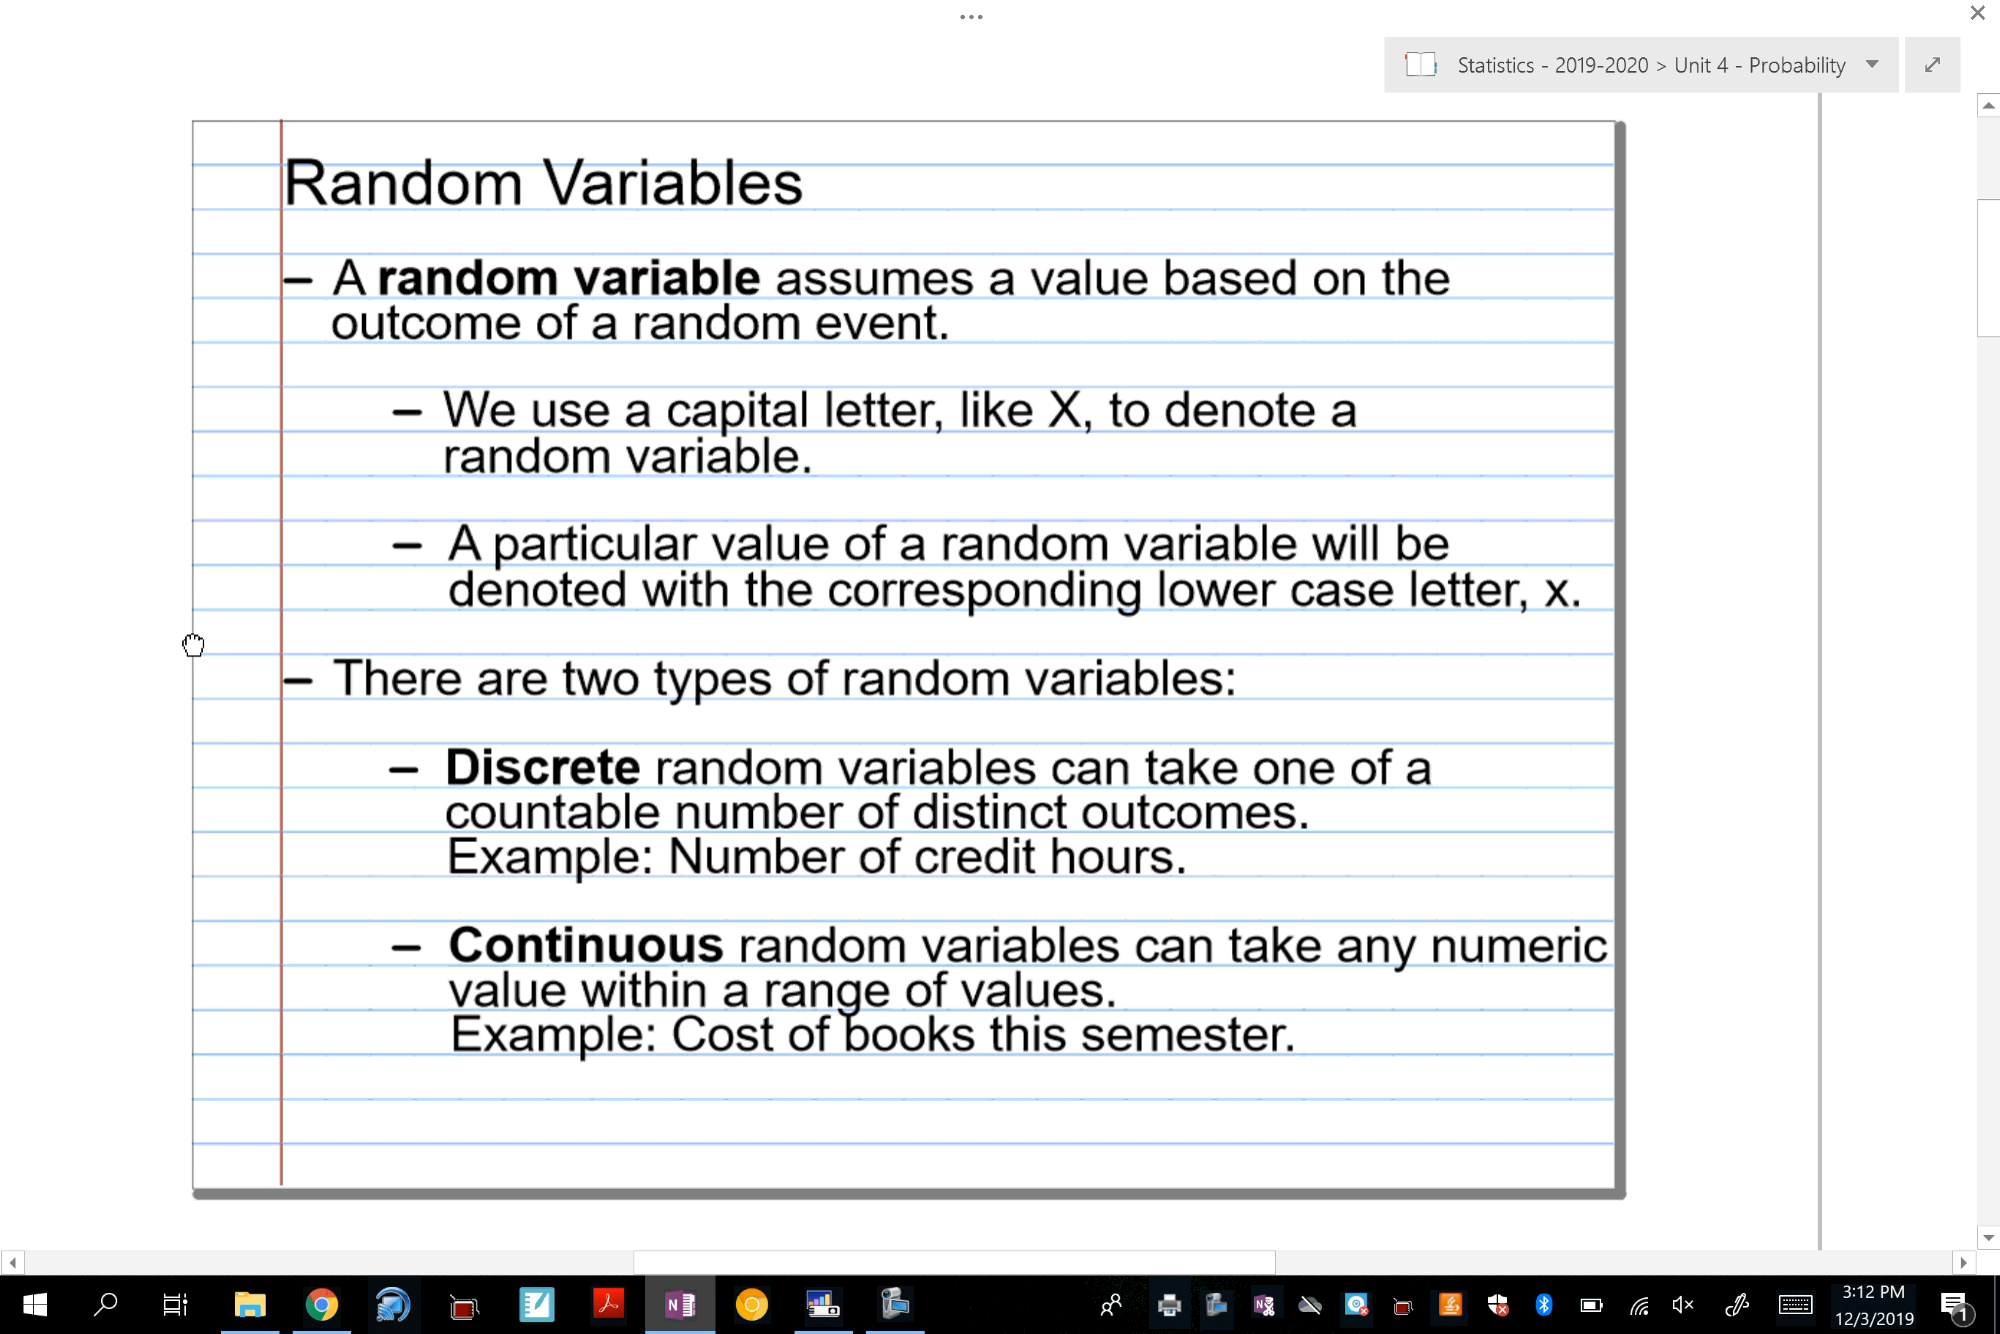 Statistics - 2019-2020 > Unit 4 - Probability
Random Variables
– A random variable assumes a value based on the
outcome of a random event.
– We use a capital letter, like X, to denote a
random variable.
– A particular value of a random variable will be
denoted with the corresponding lower case letter, x.
– There are two types of random variables:
– Discrete random variables can take one of a
countable number of distinct outcomes.
Example: Number of credit hours.
– Continuous random variables can take any numeric
value within a range of values.
Example: Cost of books this semester.
3:12 PM
12/3/2019
1